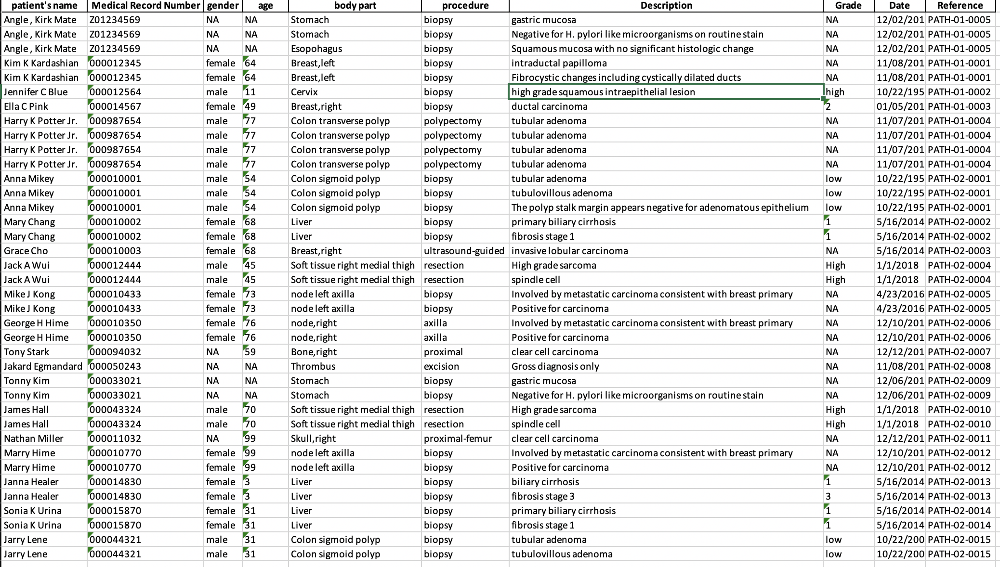 patient's name Medical Record Number gender age body part procedure Description Grade Date Reference
Angle , Kirk Mate Z01234569 NA NA Stomach biopsy gastric mucosa NA 12/02/201 PATH-01-0005
Angle , Kirk Mate Z01234569 NA NA Stomach biopsy Negative for H. pylori like microorganisms on routine stain NA 12/02/201 PATH-01-0005
Angle , Kirk Mate Z01234569 NA NA Esopohagus biopsy Squamous mucosa with no significant histologic change NA 12/02/201 PATH-01-0005
Kim K Kardashian 000012345 female 64 Breast,left biopsy intraductal papilloma NA 11/08/201 PATH-01-0001
Kim K Kardashian 000012345 female 64 Breast,left biopsy Fibrocystic changes including cystically dilated ducts NA 11/08/201 PATH-01-0001
Jennifer C Blue 000012564 male 11 Cervix biopsy high grade squamous intraepithelial lesion high 10/22/195 PATH-01-0002
Ella C Pink 000014567 female 49 Breast,right biopsy ductal carcinoma 2 01/05/201 PATH-01-0003
Harry K Potter Jr. 000987654 male 77 Colon transverse polyp polypectomy tubular adenoma NA 11/07/201 PATH-01-0004
Harry K Potter Jr. 000987654 male 77 Colon transverse polyp polypectomy tubular adenoma NA 11/07/201 PATH-01-0004
Harry K Potter Jr. 000987654 male 77 Colon transverse polyp polypectomy tubular adenoma NA 11/07/201 PATH-01-0004
Harry K Potter Jr. 000987654 male 77 Colon transverse polyp polypectomy tubular adenoma NA 11/07/201 PATH-01-0004
Anna Mikey 000010001 male 54 Colon sigmoid polyp biopsy tubular adenoma low 10/22/195 PATH-02-0001
Anna Mikey 000010001 male 54 Colon sigmoid polyp biopsy tubulovillous adenoma low 10/22/195 PATH-02-0001
Anna Mikey 000010001 male 54 Colon sigmoid polyp biopsy The polyp stalk margin appears negative for adenomatous epithelium low 10/22/195 PATH-02-0001
Mary Chang 000010002 female 68 Liver biopsy primary biliary cirrhosis 1 5/16/2014 PATH-02-0002
Mary Chang 000010002 female 68 Liver biopsy fibrosis stage 1 1 5/16/2014 PATH-02-0002
Grace Cho 000010003 female 68 Breast,right ultrasound-guided invasive lobular carcinoma NA 5/16/2014 PATH-02-0003
Jack A Wui 000012444 male 45 Soft tissue right medial thigh resection High grade sarcoma High 1/1/2018 PATH-02-0004
Jack A Wui 000012444 male 45 Soft tissue right medial thigh resection spindle cell High 1/1/2018 PATH-02-0004
Mike J Kong 000010433 female 73 node left axilla biopsy Involved by metastatic carcinoma consistent with breast primary NA 4/23/2016 PATH-02-0005
Mike J Kong 000010433 female 73 node left axilla biopsy Positive for carcinoma NA 4/23/2016 PATH-02-0005
George H Hime 000010350 female 76 node,right axilla Involved by metastatic carcinoma consistent with breast primary NA 12/10/201 PATH-02-0006
George H Hime 000010350 female 76 node,right axilla Positive for carcinoma NA 12/10/201 PATH-02-0006
Tony Stark 000094032 NA 59 Bone,right proximal clear cell carcinoma NA 12/12/201 PATH-02-0007
Jakard Egmandard 000050243 NA NA Thrombus excision Gross diagnosis only NA 11/08/201 PATH-02-0008
Tonny Kim 000033021 NA NA Stomach biopsy gastric mucosa NA 12/06/201 PATH-02-0009
Tonny Kim 000033021 NA NA Stomach biopsy Negative for H. pylori like microorganisms on routine stain NA 12/06/201 PATH-02-0009
James Hall 000043324 male 70 Soft tissue right medial thigh resection High grade sarcoma High 1/1/2018 PATH-02-0010
James Hall 000043324 male 70 Soft tissue right medial thigh resection spindle cell High 1/1/2018 PATH-02-0010
Nathan Miller 000011032 NA 99 Skull,right proximal-femur clear cell carcinoma NA 12/12/201 PATH-02-0011
Marry Hime 000010770 female 99 node left axilla biopsy Involved by metastatic carcinoma consistent with breast primary NA 12/10/201 PATH-02-0012
Marry Hime 000010770 female 99 node left axilla biopsy Positive for carcinoma NA 12/10/201 PATH-02-0012
Janna Healer 000014830 female 3 Liver biopsy biliary cirrhosis 1 5/16/2014 PATH-02-0013
Janna Healer 000014830 female 3 Liver biopsy fibrosis stage 3 3 5/16/2014 PATH-02-0013
Sonia K Urina 000015870 female 31 Liver biopsy primary biliary cirrhosis 1 5/16/2014 PATH-02-0014
Sonia K Urina 000015870 female 31 Liver biopsy fibrosis stage 1 1 5/16/2014 PATH-02-0014
Jarry Lene 000044321 male 31 Colon sigmoid polyp biopsy tubular adenoma low 10/22/200 PATH-02-0015
Jarry Lene 000044321 male 31 Colon sigmoid polyp biopsy tubulovillous adenoma low 10/22/200 PATH-02-0015